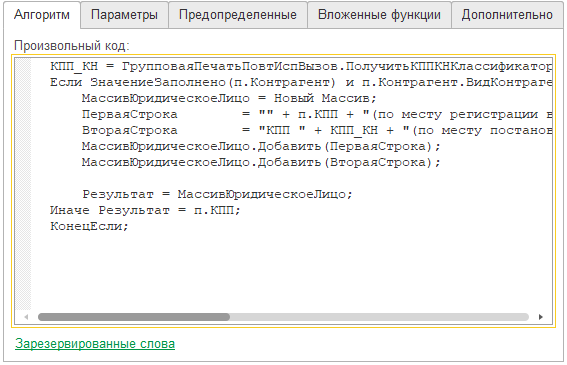 Алгоритм Параметры Предопределенные Вложенные функции Дополнительно
Произвольный код:
КПП_КН = ГрупповаяПечатьПовтИспВызов.ПолучитьКППКНКлассификатор
Если ЗначениеЗаполнено(п.Контрагент) и п.Контрагент.ВидКонтраге
МассивЮридическоеЛицо = Новый Массив;
ПерваяСтрока = "" + п.КПП + "(по месту регистрации в
ВтораяСтрока = "КПП " + КПП_КН + "(по месту постанов
МассивЮридическоеЛицо.Добавить(ПерваяСтрока);
МассивЮридическоеЛицо.Добавить(ВтораяСтрока);
Результат = МассивЮридическоеЛицо;
Иначе Результат = п.КПП;
КонецЕсли;
Зарезервированные слова